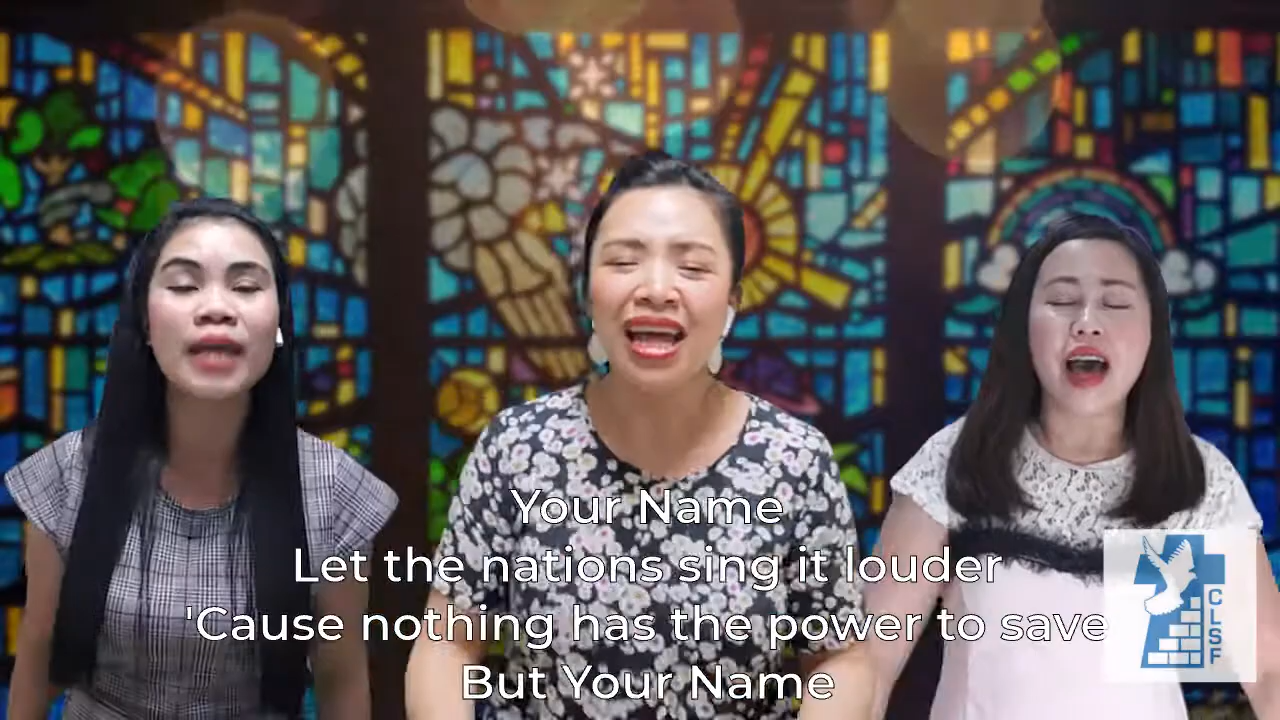 Your Name
Let the nations sing it louder
'Cause nothing has the power to save
But Your Name
CLSF